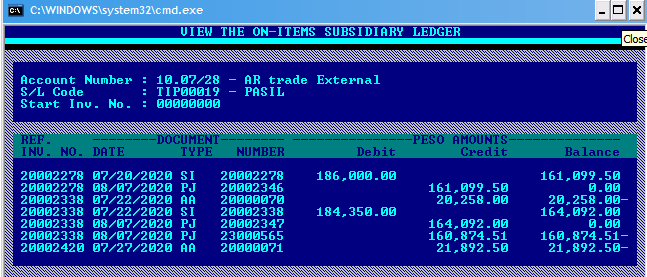 C:\WINDOWS\system32\cmd.exe
VIEW THE ON-ITEMS SUBSIDIARY LEDGER
Close
Account Number : 10.07/28 - AR trade External
S/L Code : TIP00019 - PASIL
Start Inv. No. : 00000000
REF. ---------DOCUMENT--------- ---------------PESO AMOUNTS---------------
INV. NO. DATE TYPE NUMBER Debit Credit Balance
20002278 07/20/2020 SI 20002278 186,000.00 161,099.50
20002278 08/07/2020 PJ 20002346 161,099.50 0.00
20002338 07/22/2020 AA 20000070 20,258.00 20,258.00-
20002338 07/22/2020 SI 20002338 184,350.00 164,092.00
20002338 08/07/2020 PJ 20002347 164,092.00 0.00
20002338 08/07/2020 PJ 23000565 160,874.51 160,874.51-
20002420 07/27/2020 AA 20000071 21,892.50 21,892.50-